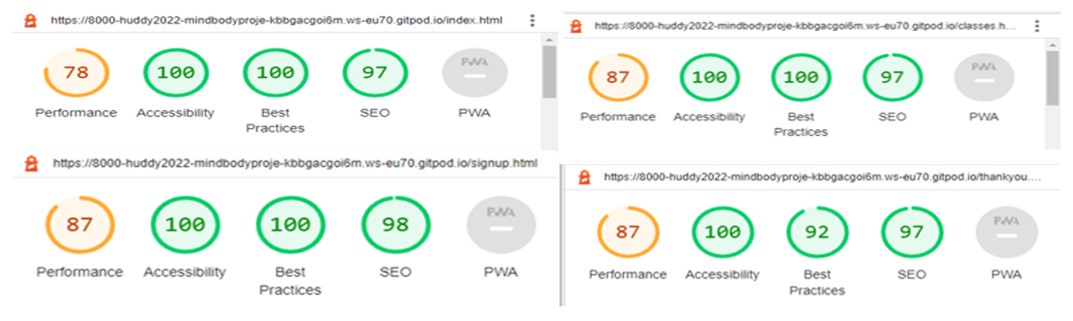 https://8000-huddy2022-mindbodyproje-kbbgacgoi6m.ws-eu70.gitpod.io/index.html
78 100 100 97 PWA
Performance Accessibility Best Practices SEO PWA
https://8000-huddy2022-mindbodyproje-kbbgacgoi6m.ws-eu70.gitpod.io/classes.h...
87 100 100 97 PWA
Performance Accessibility Best Practices SEO PWA
https://8000-huddy2022-mindbodyproje-kbbgacgoi6m.ws-eu70.gitpod.io/signup.html
87 100 100 98 PWA
Performance Accessibility Best Practices SEO PWA
https://8000-huddy2022-mindbodyproje-kbbgacgoi6m.ws-eu70.gitpod.io/thankyou....
87 100 92 97 PWA
Performance Accessibility Best Practices SEO PWA